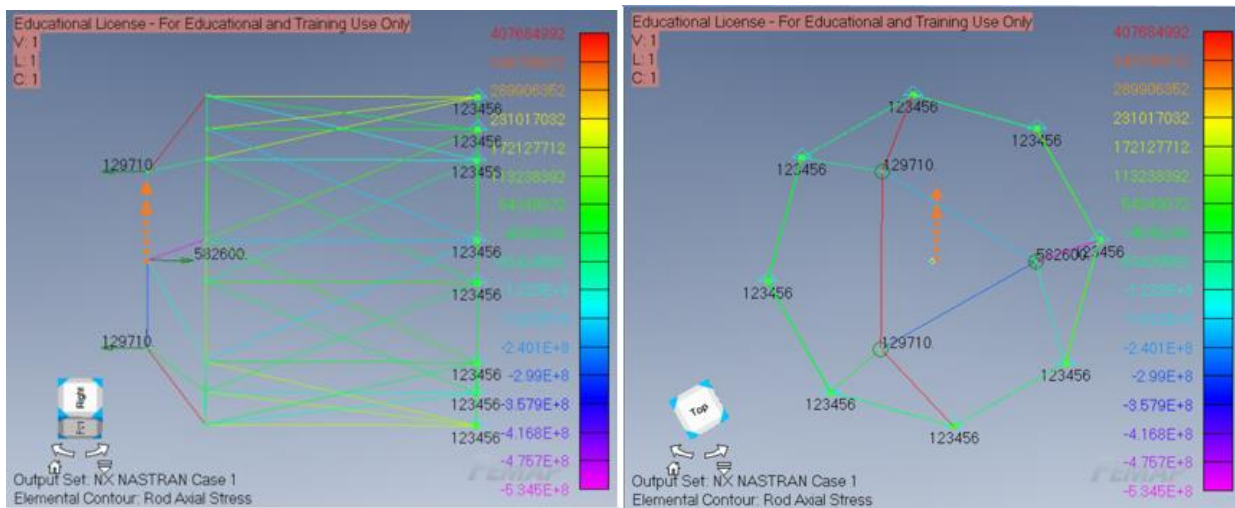 Educational License - For Educational and Training Use Only
V: 1
L: 1
C: 1
407684992.
289906352.
231017032.
172127712.
113238392.
-2.401E+8
-2.99E+8
-3.579E+8
-4.168E+8
-4.757E+8
-5.345E+8
123456
123456
123456
123456
123456
123456
123456
123456
129710.
582600.
129710.
Right
Output Set: NX NASTRAN Case 1
Elemental Contour: Rod Axial Stress
FEMAP
Educational License - For Educational and Training Use Only
V: 1
L: 1
C: 1
407684992.
289906352.
231017032.
172127712.
113238392.
-2.401E+8
-2.99E+8
-3.579E+8
-4.168E+8
-4.757E+8
-5.345E+8
123456
123456
123456
129710.
582600.
123456
123456
129710.
123456
123456
123456
Top
Output Set: NX NASTRAN Case 1
Elemental Contour: Rod Axial Stress
FEMAP